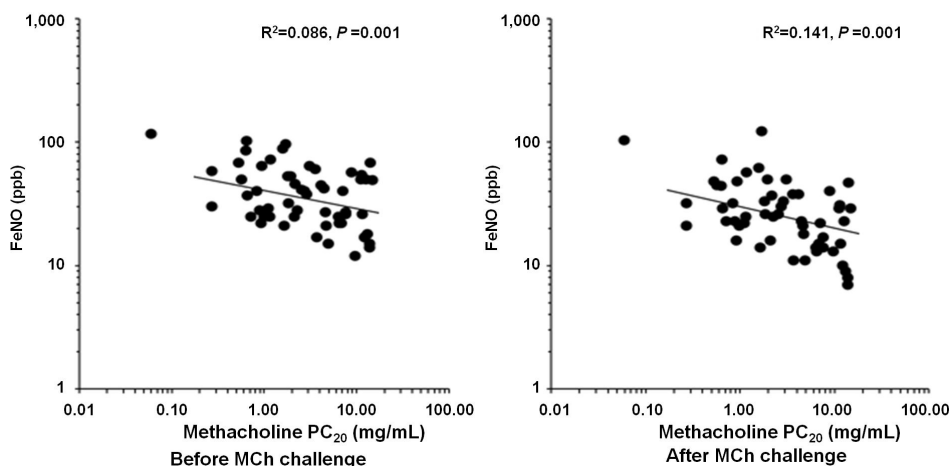 1,000
R²=0.086, P=0.001
100
FeNO (ppb)
10
1
0.01 0.10 1.00 10.00 100.00
Methacholine PC₂₀ (mg/mL)
Before MCh challenge
1,000
R²=0.141, P=0.001
100
FeNO (ppb)
10
1
0.01 0.10 1.00 10.00 100.00
Methacholine PC₂₀ (mg/mL)
After MCh challenge